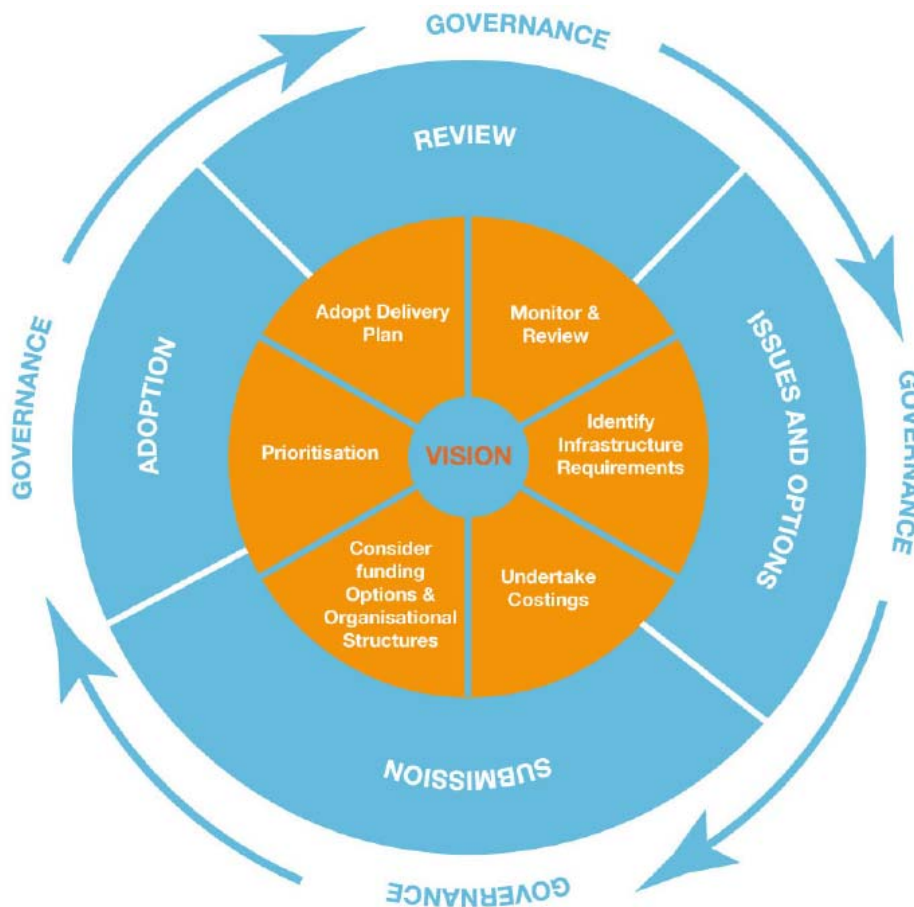 GOVERNANCE
REVIEW
Adopt Delivery
Plan
Monitor &
Review
ISSUES AND OPTIONS
GOVERNANCE
ADOPTION
GOVERNANCE
Prioritisation
VISION
Identify
Infrastructure
Requirements
Consider
funding
Options &
Organisational
Structures
Undertake
Costings
SUBMISSION
GOVERNANCE